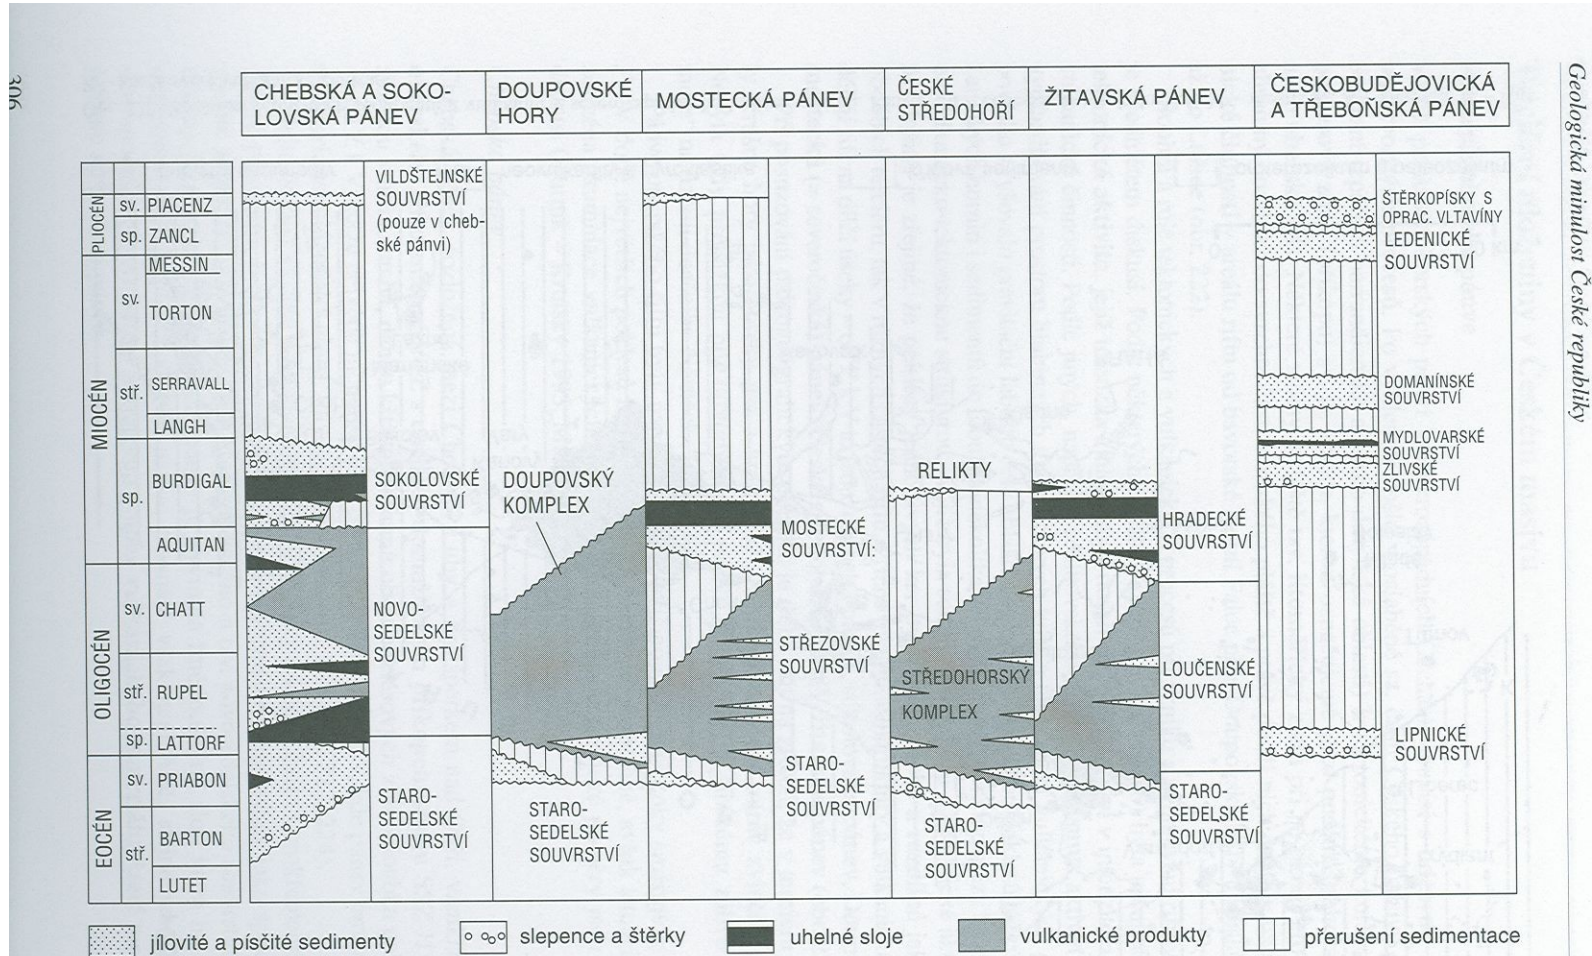 306
Geologická minulost České republiky
CHEBSKÁ A SOKO-
LOVSKÁ PÁNEV
DOUPOVSKÉ
HORY
MOSTECKÁ PÁNEV
ČESKÉ
STŘEDOHOŘÍ
ŽITAVSKÁ PÁNEV
ČESKOBUDĚJOVICKÁ
A TŘEBOŇSKÁ PÁNEV
PLIOCÉN
sv. PIACENZ
sp. ZANCL
MIOCÉN
sv.
MESSIN
TORTON
stř.
SERRAVALL
LANGH
sp.
BURDIGAL
AQUITAN
OLIGOCÉN
sv. CHATT
stř. RUPEL
sp. LATTORF
EOCÉN
sv. PRIABON
stř.
BARTON
LUTET
VILDŠTEJNSKÉ
SOUVRSTVÍ
(pouze v cheb-
ské pánvi)
SOKOLOVSKÉ
SOUVRSTVÍ
NOVO-
SEDELSKÉ
SOUVRSTVÍ
STARO-
SEDELSKÉ
SOUVRSTVÍ
DOUPOVSKÝ
KOMPLEX
STARO-
SEDELSKÉ
SOUVRSTVÍ
MOSTECKÉ
SOUVRSTVÍ:
STŘEZOVSKÉ
SOUVRSTVÍ
STARO-
SEDELSKÉ
SOUVRSTVÍ
RELIKTY
STŘEDOHORSKÝ
KOMPLEX
STARO-
SEDELSKÉ
SOUVRSTVÍ
HRADECKÉ
SOUVRSTVÍ
LOUČENSKÉ
SOUVRSTVÍ
STARO-
SEDELSKÉ
SOUVRSTVÍ
ŠTĚRKOPÍSKY S
OPRAC. VLTAVÍNY
LEDENICKÉ
SOUVRSTVÍ
DOMANÍNSKÉ
SOUVRSTVÍ
MYDLOVARSKÉ
SOUVRSTVÍ
ZLIVSKÉ
SOUVRSTVÍ
LIPNICKÉ
SOUVRSTVÍ
jílovité a písčité sedimenty
slepence a štěrky
uhelné sloje
vulkanické produkty
přerušení sedimentace